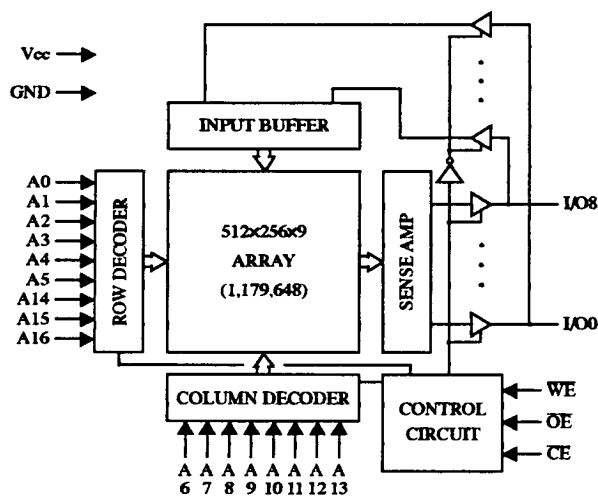 Vcc
GND
INPUT BUFFER
A0
A1
A2
A3
A4
A5
A14
A15
A16
ROW DECODER
512x256x9
ARRAY
(1,179,648)
SENSE AMP
I/O8
I/O0
COLUMN DECODER
CONTROL
CIRCUIT
WE
OE
CE
A A A A A A A A
6 7 8 9 10 11 12 13